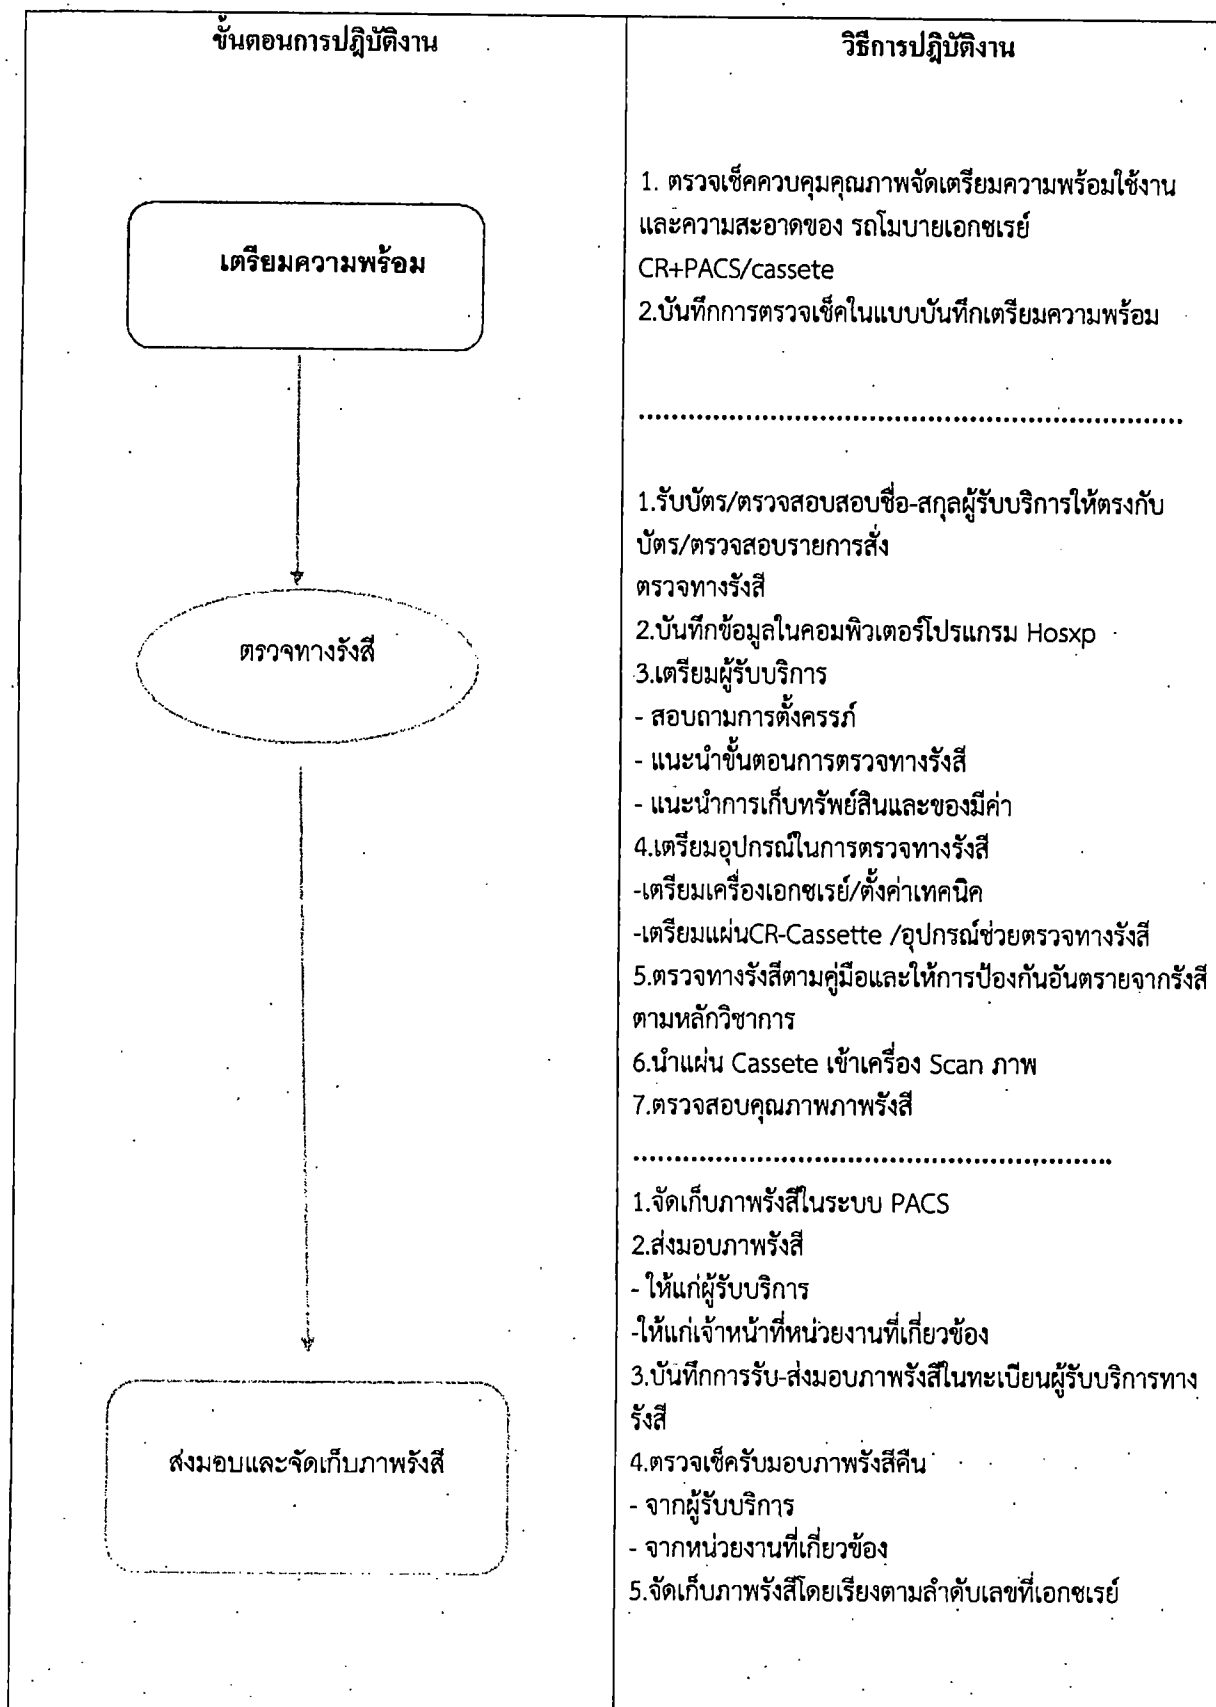 ขั้นตอนการปฎิบัติงาน
วิธีการปฎิบัติงาน
เตรียมความพร้อม
1. ตรวจเช็คควบคุมคุณภาพจัดเตรียมความพร้อมใช้งาน
และความสะอาดของ รถโมบายเอกซเรย์
CR+PACS/cassete
2.บันทึกการตรวจเช็คในแบบบันทึกเตรียมความพร้อม
..................................................................
ตรวจทางรังสี
1.รับบัตร/ตรวจสอบสอบชื่อ-สกุลผู้รับบริการให้ตรงกับ
บัตร/ตรวจสอบรายการสั่ง
ตรวจทางรังสี
2.บันทึกข้อมูลในคอมพิวเตอร์โปรแกรม Hosxp
3.เตรียมผู้รับบริการ
- สอบถามการตั้งครรภ์
- แนะนำขั้นตอนการตรวจทางรังสี
- แนะนำการเก็บทรัพย์สินและของมีค่า
4.เตรียมอุปกรณ์ในการตรวจทางรังสี
-เตรียมเครื่องเอกซเรย์/ตั้งค่าเทคนิค
-เตรียมแผ่นCR-Cassette /อุปกรณ์ช่วยตรวจทางรังสี
5.ตรวจทางรังสีตามคู่มือและให้การป้องกันอันตรายจากรังสี
ตามหลักวิชาการ
6.นำแผ่น Cassete เข้าเครื่อง Scan ภาพ
7.ตรวจสอบคุณภาพภาพรังสี
..........................................................
ส่งมอบและจัดเก็บภาพรังสี
1.จัดเก็บภาพรังสีในระบบ PACS
2.ส่งมอบภาพรังสี
- ให้แก่ผู้รับบริการ
-ให้แก่เจ้าหน้าที่หน่วยงานที่เกี่ยวข้อง
3.บันทึกการรับ-ส่งมอบภาพรังสีในทะเบียนผู้รับบริการทาง
รังสี
4.ตรวจเช็ครับมอบภาพรังสีคืน
- จากผู้รับบริการ
- จากหน่วยงานที่เกี่ยวข้อง
5.จัดเก็บภาพรังสีโดยเรียงตามลำดับเลขที่เอกซเรย์